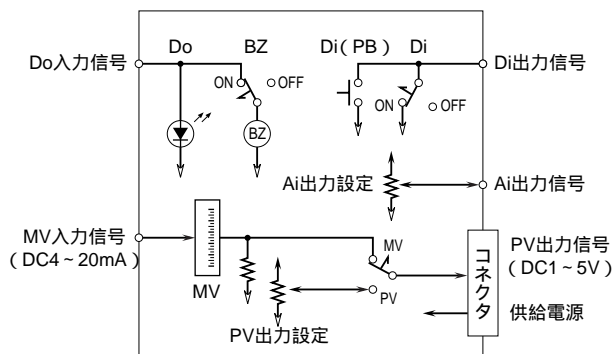 Do
BZ
Di(PB)
Di
Do入力信号
Di出力信号
ON
OFF
ON
OFF
BZ
Ai出力設定
Ai出力信号
MV入力信号
(DC4~20mA)
MV
MV
PV
PV出力設定
コネクタ
PV出力信号
(DC1~5V)
供給電源